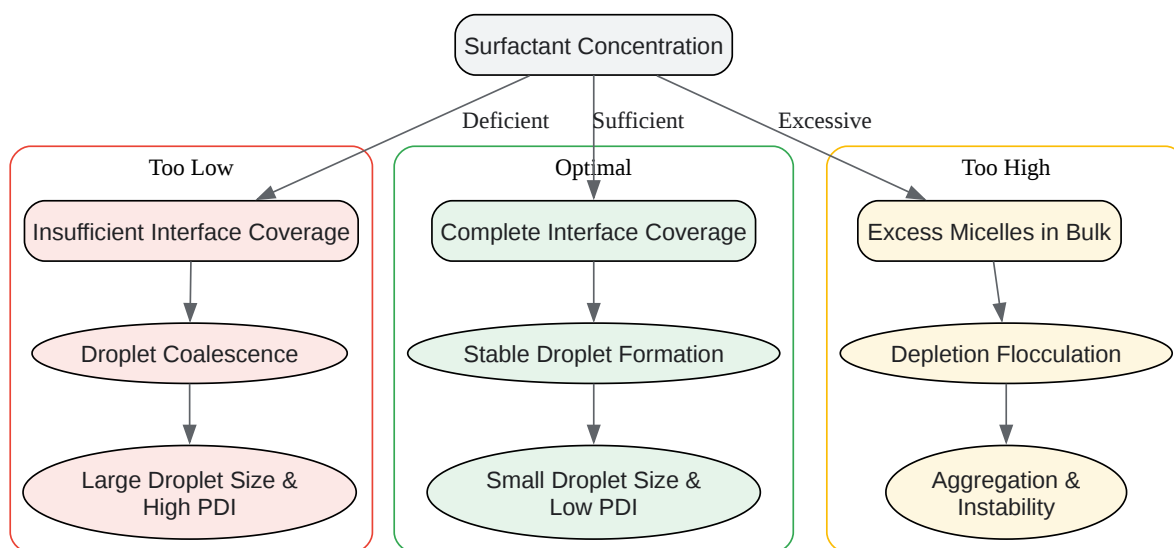 Surfactant Concentration
Deficient
Sufficient
Excessive
Too Low
Optimal
Too High
Insufficient Interface Coverage
Complete Interface Coverage
Excess Micelles in Bulk
Droplet Coalescence
Stable Droplet Formation
Depletion Flocculation
Large Droplet Size &
High PDI
Small Droplet Size &
Low PDI
Aggregation &
Instability